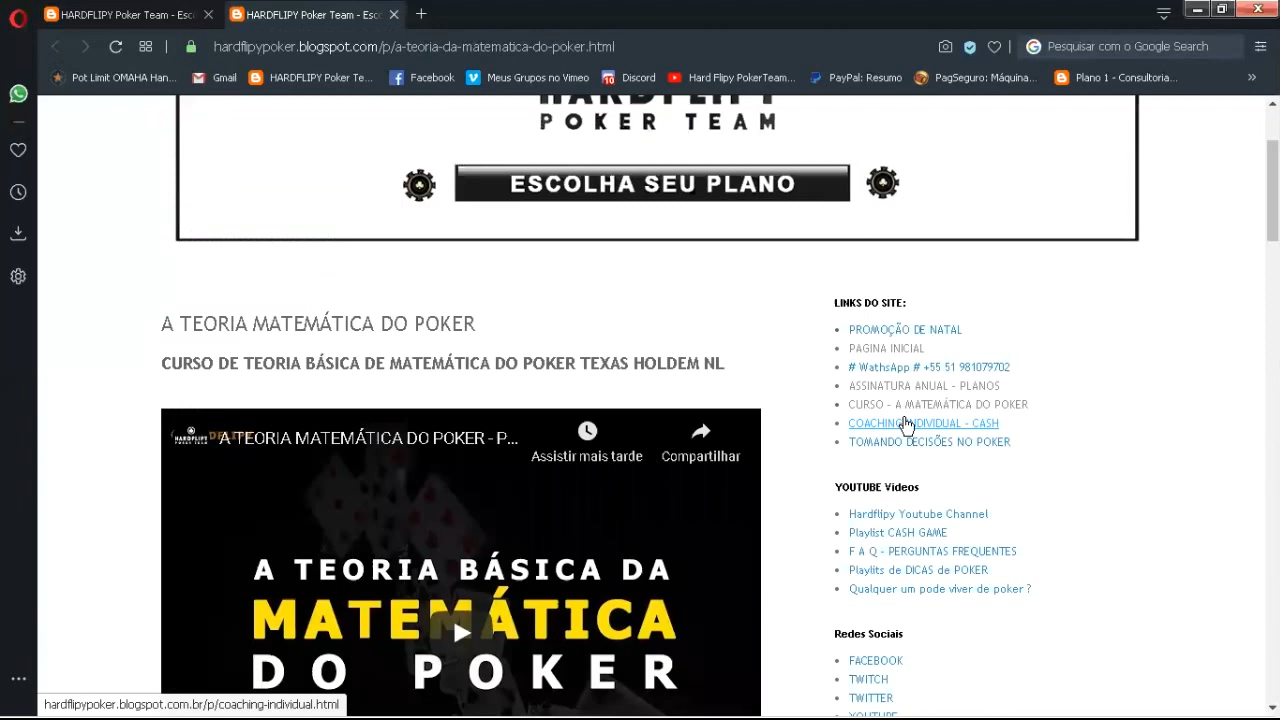 HARDFLIPY Poker Team - Esc
HARDFLIPY Poker Team - Esc
hardflipypoker.blogspot.com/p/a-teoria-da-matematica-do-poker.html
Pesquisar com o Google Search
Pot Limit OMAHA Han...
Gmail
HARDFLIPY Poker Te...
Facebook
Meus Grupos no Vimeo
Discord
Hard Flipy PokerTeam...
PayPal: Resumo
PagSeguro: Máquina...
Plano 1 - Consultoria...
HARDFLIPY
POKER TEAM
ESCOLHA SEU PLANO
A TEORIA MATEMÁTICA DO POKER
CURSO DE TEORIA BÁSICA DE MATEMÁTICA DO POKER TEXAS HOLDEM NL
HARDFLIPY
POKER TEAM
A TEORIA MATEMÁTICA DO POKER - P...
Assistir mais tarde
Compartilhar
A TEORIA BÁSICA DA
MATEMÁTICA
DO POKER
LINKS DO SITE:
PROMOÇÃO DE NATAL
PAGINA INICIAL
# WathsApp # +55 51 981079702
ASSINATURA ANUAL - PLANOS
CURSO - A MATEMÁTICA DO POKER
COACHING INDIVIDUAL - CASH
TOMANDO DECISÕES NO POKER
YOUTUBE Videos
Hardflipy Youtube Channel
Playlist CASH GAME
F A Q - PERGUNTAS FREQUENTES
Playlits de DICAS de POKER
Qualquer um pode viver de poker ?
Redes Sociais
FACEBOOK
TWITCH
TWITTER
YOUTUBE
hardflipypoker.blogspot.com.br/p/coaching-individual.html